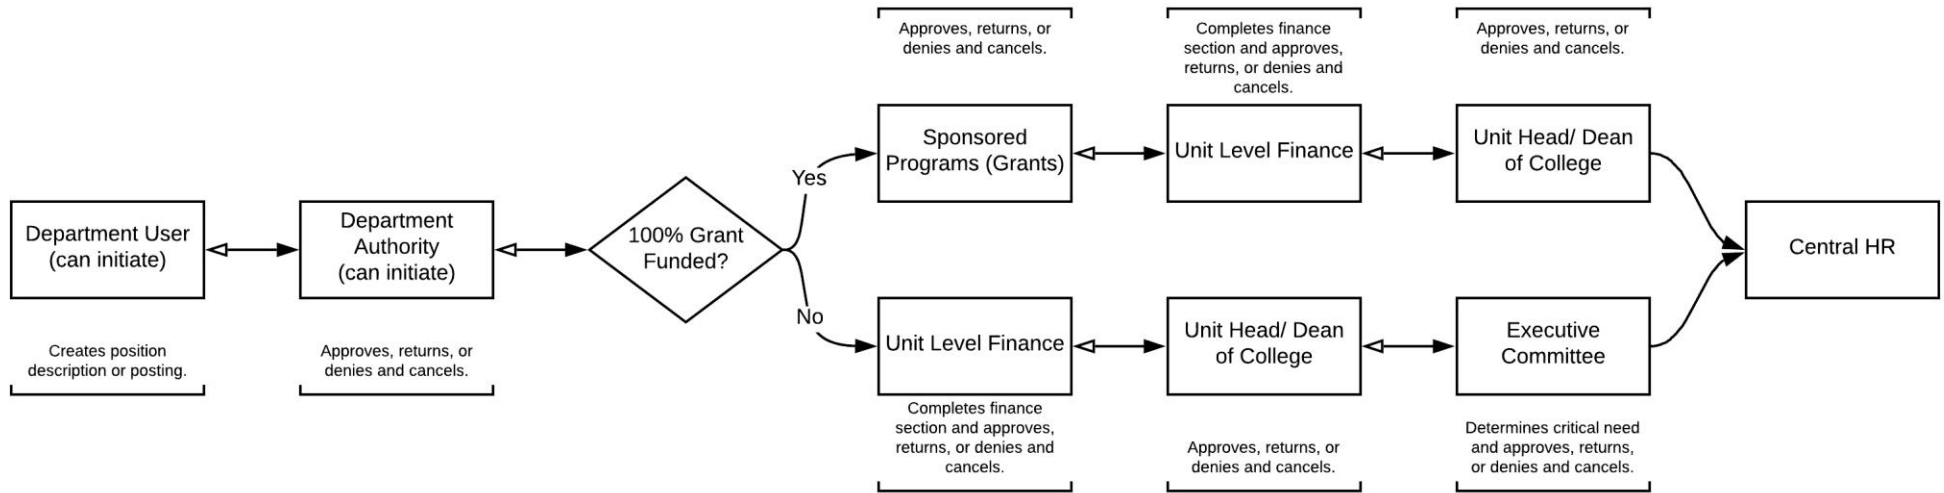 Department User
(can initiate)
Creates position
description or posting.
Department
Authority
(can initiate)
Approves, returns, or
denies and cancels.
100% Grant
Funded?
Yes
No
Approves, returns, or
denies and cancels.
Sponsored
Programs (Grants)
Completes finance
section and approves,
returns, or denies and
cancels.
Unit Level Finance
Approves, returns, or
denies and cancels.
Unit Head/ Dean
of College
Unit Level Finance
Completes finance
section and approves,
returns, or denies and
cancels.
Unit Head/ Dean
of College
Approves, returns, or
denies and cancels.
Executive
Committee
Determines critical need
and approves, returns,
or denies and cancels.
Central HR